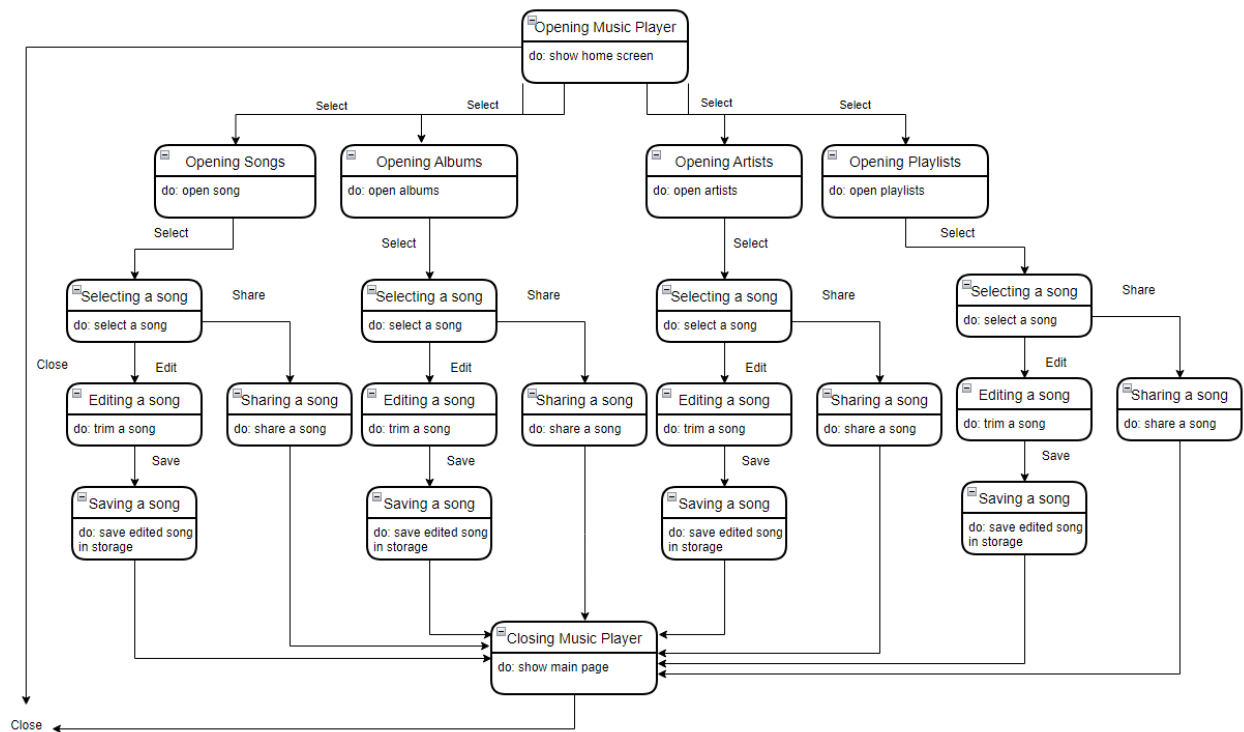 Opening Music Player
do: show home screen
Select
Select
Select
Select
Opening Songs
do: open song
Opening Albums
do: open albums
Opening Artists
do: open artists
Opening Playlists
do: open playlists
Select
Select
Select
Select
Selecting a song
do: select a song
Share
Selecting a song
do: select a song
Share
Selecting a song
do: select a song
Share
Selecting a song
do: select a song
Share
Close
Edit
Edit
Edit
Edit
Editing a song
do: trim a song
Sharing a song
do: share a song
Editing a song
do: trim a song
Sharing a song
do: share a song
Editing a song
do: trim a song
Sharing a song
do: share a song
Editing a song
do: trim a song
Sharing a song
do: share a song
Save
Save
Save
Save
Saving a song
do: save edited song
in storage
Saving a song
do: save edited song
in storage
Saving a song
do: save edited song
in storage
Saving a song
do: save edited song
in storage
Closing Music Player
do: show main page
Close